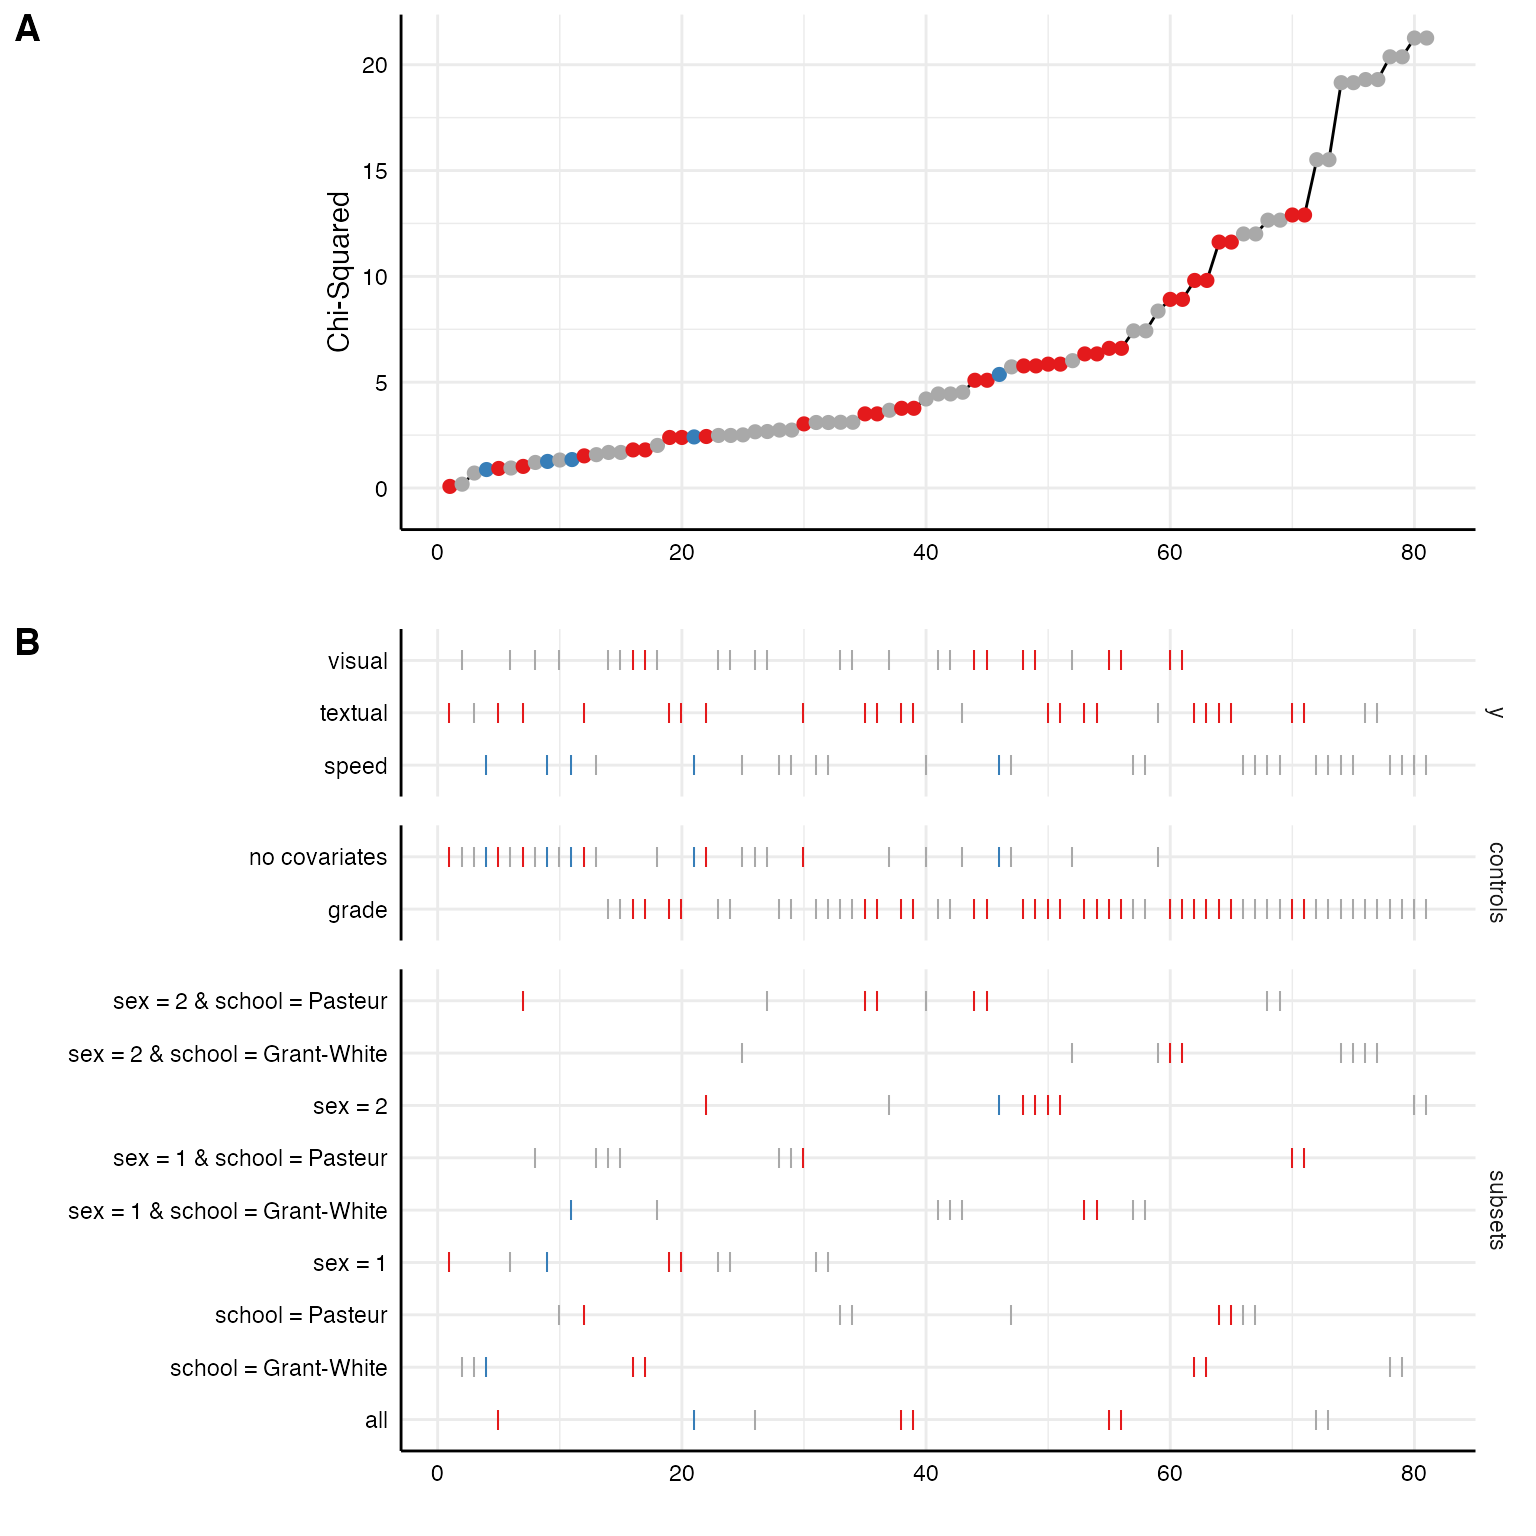 A
20
15
10
5
0
Chi-Squared
0 20 40 60 80
B
visual
textual
speed
y
no covariates
grade
controls
sex = 2 & school = Pasteur
sex = 2 & school = Grant-White
sex = 2
sex = 1 & school = Pasteur
sex = 1 & school = Grant-White
sex = 1
school = Pasteur
school = Grant-White
all
subsets
0 20 40 60 80